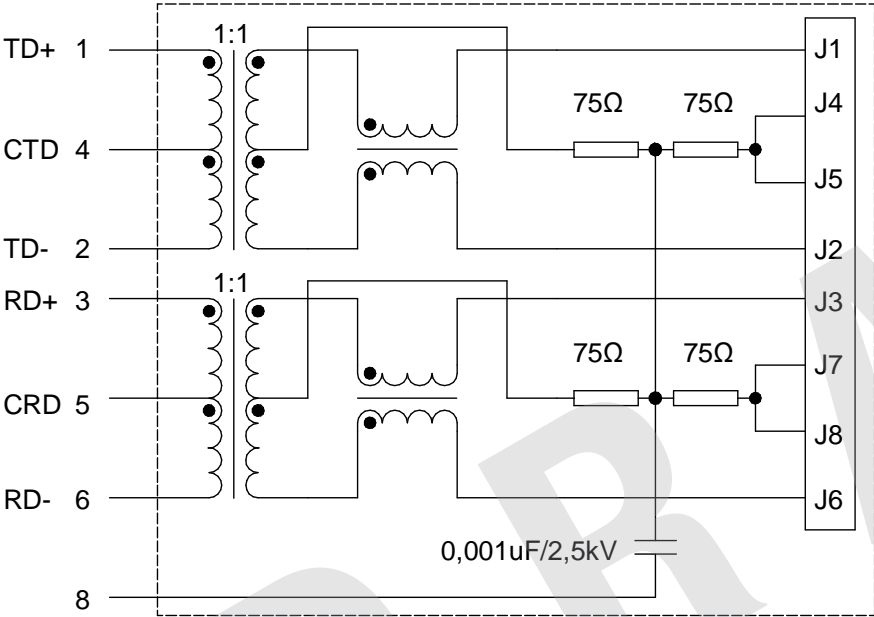 1:1
TD+ 1
J1
75Ω 75Ω
J4
CTD 4
J5
TD- 2
J2
1:1
RD+ 3
J3
75Ω 75Ω
J7
CRD 5
J8
RD- 6
J6
0,001uF/2,5kV
8